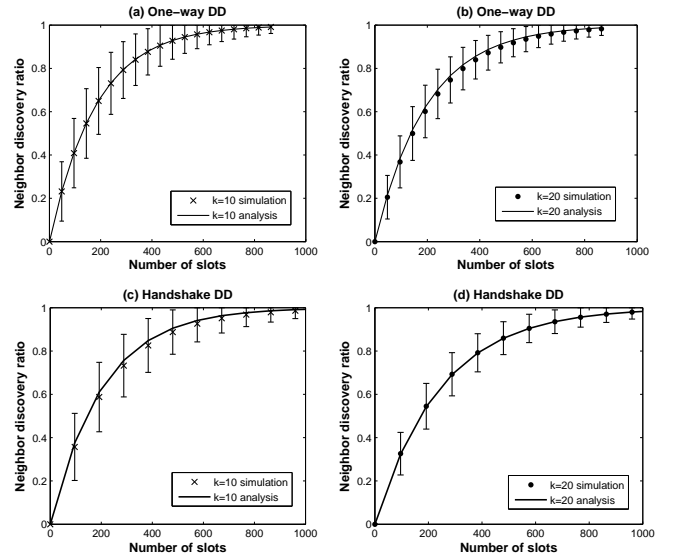 (a) One-way DD
Neighbor discovery ratio
1
0.8
0.6
0.4
0.2
0
0 200 400 600 800 1000
Number of slots
k=10 simulation
k=10 analysis
(b) One-way DD
Neighbor discovery ratio
1
0.8
0.6
0.4
0.2
0
0 200 400 600 800 1000
Number of slots
k=20 simulation
k=20 analysis
(c) Handshake DD
Neighbor discovery ratio
1
0.8
0.6
0.4
0.2
0
0 200 400 600 800 1000
Number of slots
k=10 simulation
k=10 analysis
(d) Handshake DD
Neighbor discovery ratio
1
0.8
0.6
0.4
0.2
0
0 200 400 600 800 1000
Number of slots
k=20 simulation
k=20 analysis